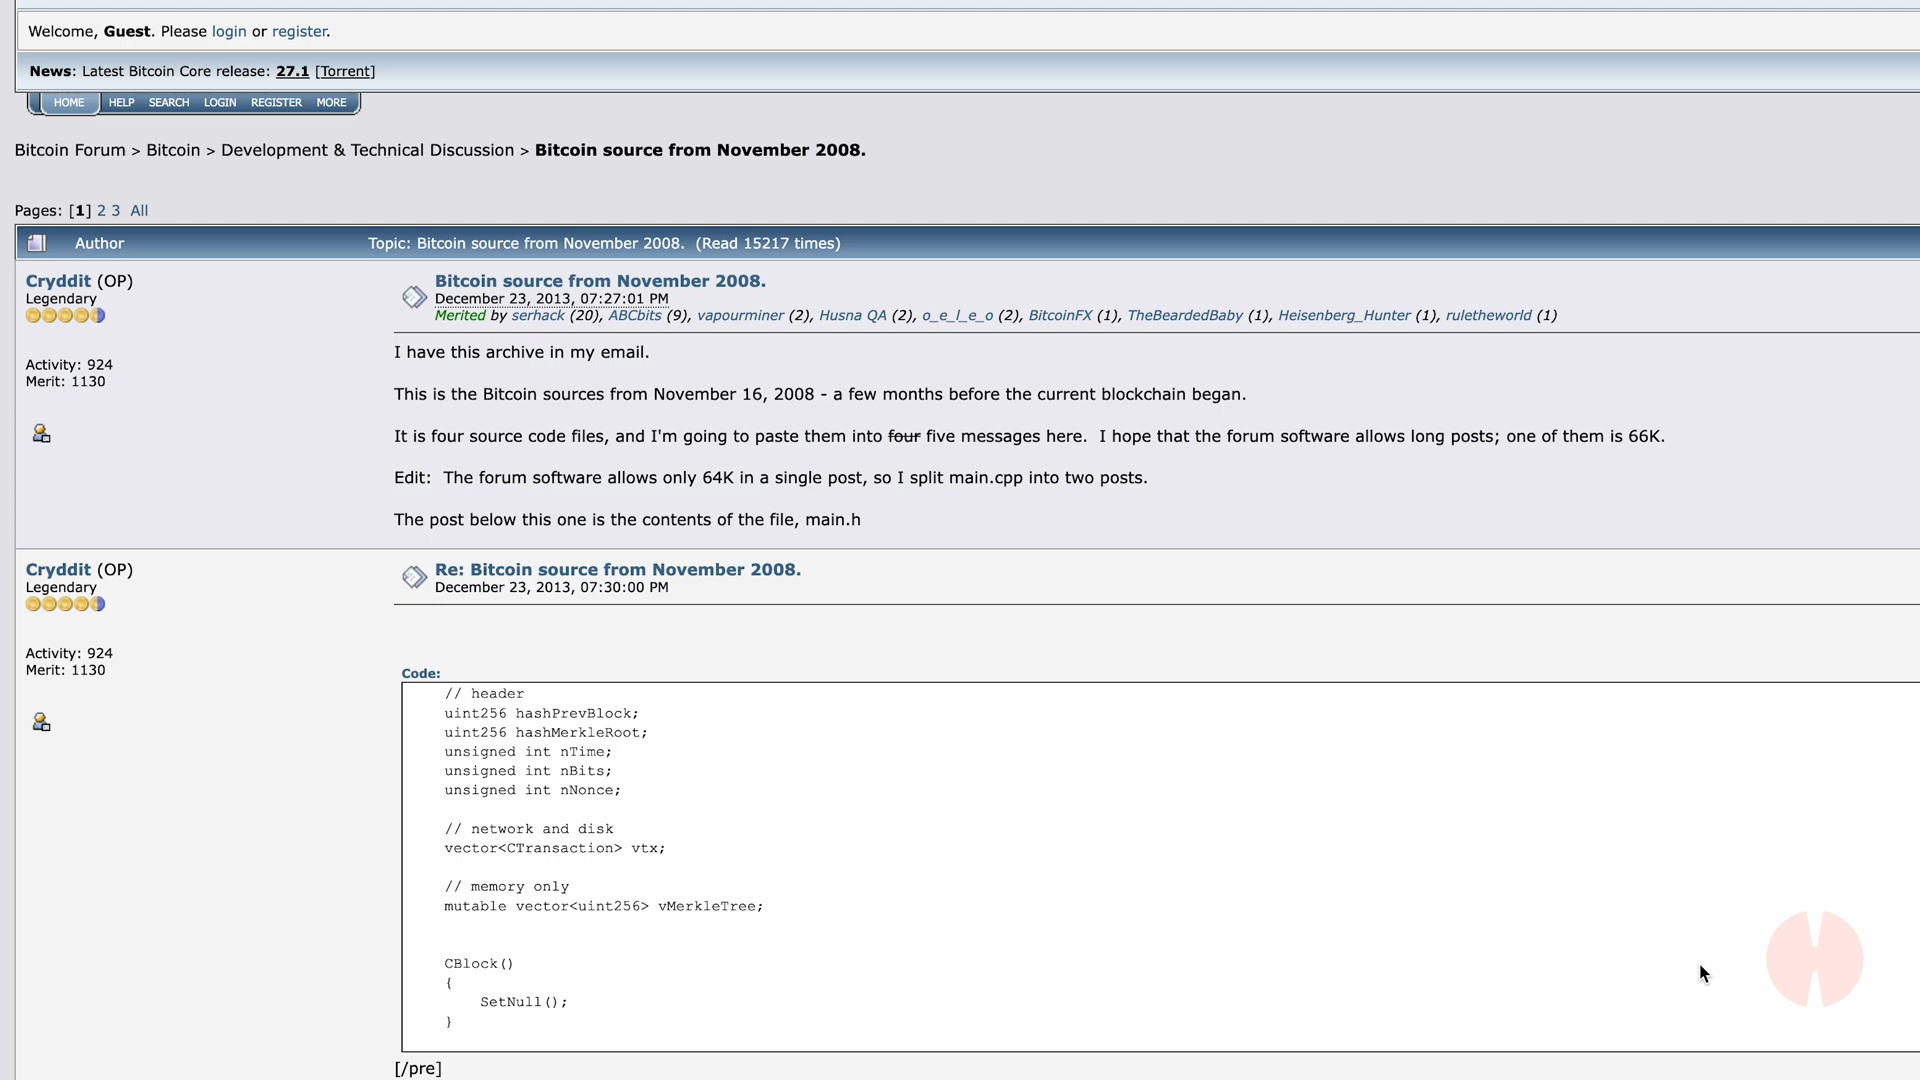 Welcome, Guest. Please login or register.
News: Latest Bitcoin Core release: 27.1 [Torrent]
HOME HELP SEARCH LOGIN REGISTER MORE
Bitcoin Forum > Bitcoin > Development & Technical Discussion > Bitcoin source from November 2008.
Pages: [1] 2 3 All
Author Topic: Bitcoin source from November 2008. (Read 15217 times)
Cryddit (OP)
Legendary
Activity: 924
Merit: 1130
Bitcoin source from November 2008.
December 23, 2013, 07:27:01 PM
Merited by serhack (20), ABCbits (9), vapourminer (2), Husna QA (2), o_e_l_e_o (2), BitcoinFX (1), TheBeardedBaby (1), Heisenberg_Hunter (1), ruletheworld (1)
I have this archive in my email.
This is the Bitcoin sources from November 16, 2008 - a few months before the current blockchain began.
It is four source code files, and I'm going to paste them into four five messages here. I hope that the forum software allows long posts; one of them is 66K.
Edit: The forum software allows only 64K in a single post, so I split main.cpp into two posts.
The post below this one is the contents of the file, main.h
Cryddit (OP)
Legendary
Activity: 924
Merit: 1130
Re: Bitcoin source from November 2008.
December 23, 2013, 07:30:00 PM
Code:
// header
uint256 hashPrevBlock;
uint256 hashMerkleRoot;
unsigned int nTime;
unsigned int nBits;
unsigned int nNonce;
// network and disk
vector<CTransaction> vtx;
// memory only
mutable vector<uint256> vMerkleTree;
CBlock()
{
SetNull();
}
[/pre]